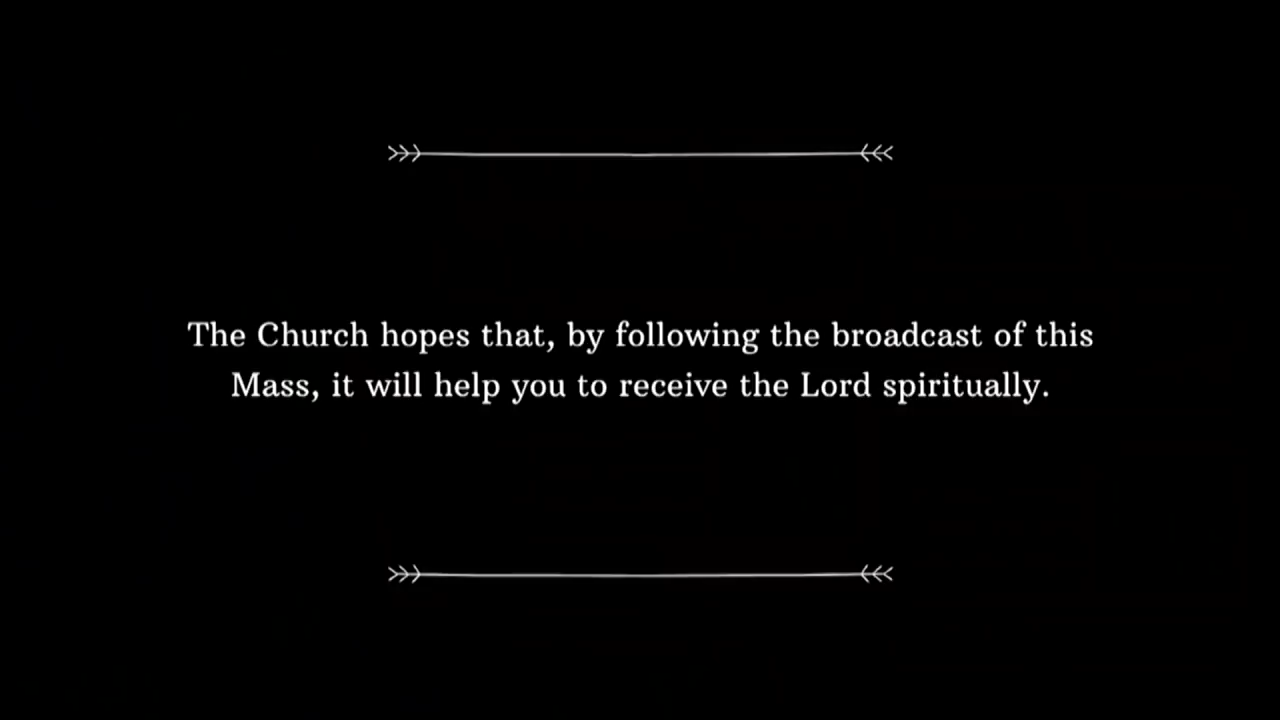 The Church hopes that, by following the broadcast of this
Mass, it will help you to receive the Lord spiritually.